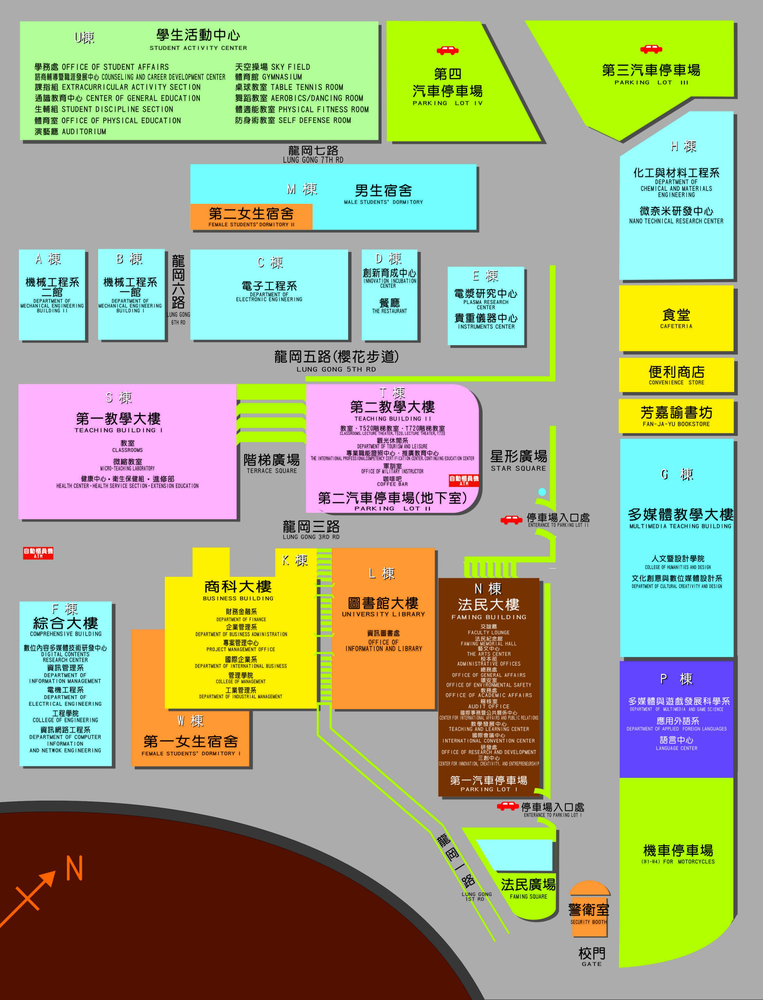 U棟
學生活動中心
STUDENT ACTIVITY CENTER
學務處 OFFICE OF STUDENT AFFAIRS
諮商輔導暨職涯發展中心 COUNSELING AND CAREER DEVELOPMENT CENTER
課指組 EXTRACURRICULAR ACTIVITY SECTION
通識教育中心 CENTER OF GENERAL EDUCATION
生輔組 STUDENT DISCIPLINE SECTION
體育室 OFFICE OF PHYSICAL EDUCATION
演藝廳 AUDITORIUM
天空操場 SKY FIELD
體育館 GYMNASIUM
桌球教室 TABLE TENNIS ROOM
舞蹈教室 AEROBICS/DANCING ROOM
體適能教室 PHYSICAL FITNESS ROOM
防身術教室 SELF DEFENSE ROOM
第四
汽車停車場
PARKING LOT IV
第三汽車停車場
PARKING LOT III
龍岡七路
LUNG GONG 7TH RD
M 棟
男生宿舍
MALE STUDENTS' DORMITORY
第二女生宿舍
FEMALE STUDENTS' DORMITORY II
H 棟
化工與材料工程系
DEPARTMENT OF
CHEMICAL AND MATERIALS
ENGINEERING
微奈米研發中心
NANO TECHNICAL RESEARCH CENTER
A 棟
機械工程系
二館
DEPARTMENT OF
MECHANICAL ENGINEERING
BUILDING II
B 棟
機械工程系
一館
DEPARTMENT OF
MECHANICAL ENGINEERING
BUILDING I
龍岡六路
LUNG GONG
6TH RD
C 棟
電子工程系
DEPARTMENT OF
ELECTRONIC ENGINEERING
D 棟
創新育成中心
INNOVATION INCUBATION
CENTER
餐廳
THE RESTAURANT
E 棟
電漿研究中心
PLASMA RESEARCH
CENTER
貴重儀器中心
INSTRUMENTS CENTER
食堂
CAFETERIA
便利商店
CONVENIENCE STORE
芳嘉諭書坊
FAN-JA-YU BOOKSTORE
龍岡五路(櫻花步道)
LUNG GONG 5TH RD
S 棟
第一教學大樓
TEACHING BUILDING I
教室
CLASSROOMS
微觀教室
MICRO-TEACHING LABORATORY
健康中心・衛生保健組・進修部
HEALTH CENTER・HEALTH SERVICE SECTION・EXTENSION EDUCATION
階梯廣場
TERRACE SQUARE
T 棟
第二教學大樓
TEACHING BUILDING II
教室・T520階梯教室・T720階梯教室
CLASSROOMS, LECTURE THEATER, T520, LECTURE THEATER, T720
觀光休閒系
DEPARTMENT OF TOURISM AND LEISURE
專業職能證照中心・推廣教育中心
THE INTERNATIONAL PROFESSIONALCOMPETENCY CERTIFICATION CENTER, CONTINUING EDUCATION CENTER
軍訓室
OFFICE OF MILITARY INSTRUCTOR
咖啡吧
COFFEE BAR
自動櫃員機
ATM
第二汽車停車場(地下室)
PARKING LOT II
星形廣場
STAR SQUARE
停車場入口處
ENTRANCE TO PARKING LOT II
龍岡三路
LUNG GONG 3RD RD
G 棟
多媒體教學大樓
MULTIMEDIA TEACHING BUILDING
人文暨設計學院
COLLEGE OF HUMANITIES AND DESIGN
文化創意與數位媒體設計系
DEPARTMENT OF CULTURAL CREATIVITY AND DESIGN
自動櫃員機
ATM
F 棟
綜合大樓
COMPREHENSIVE BUILDING
數位內容多媒體技術研發中心
DIGITAL CONTENTS
RESEARCH CENTER
資訊管理系
DEPARTMENT OF
INFORMATION MANAGEMENT
電機工程系
DEPARTMENT OF
ELECTRICAL ENGINEERING
工程學院
COLLEGE OF ENGINEERING
資訊網路工程系
DEPARTMENT OF COMPUTER
INFORMATION
AND NETWORK ENGINEERING
K 棟
商科大樓
BUSINESS BUILDING
財務金融系
DEPARTMENT OF FINANCE
企業管理系
DEPARTMENT OF BUSINESS ADMINISTRATION
專案管理中心
PROJECT MANAGEMENT OFFICE
國際企業系
DEPARTMENT OF INTERNATIONAL BUSINESS
管理學院
COLLEGE OF MANAGEMENT
工業管理系
DEPARTMENT OF INDUSTRIAL MANAGEMENT
W 棟
第一女生宿舍
FEMALE STUDENTS' DORMITORY I
L 棟
圖書館大樓
UNIVERSITY LIBRARY
資訊圖書處
OFFICE OF
INFORMATION AND LIBRARY
N 棟
法民大樓
FAMING BUILDING
交誼廳
FACULTY LOUNGE
法民紀念館
FAMING MEMORIAL HALL
藝文中心
THE ARTS CENTER
校本部
ADMINISTRATIVE OFFICES
總務處
OFFICE OF GENERAL AFFAIRS
環安室
OFFICE OF ENVIRONMENTAL SAFETY
教務處
OFFICE OF ACADEMIC AFFAIRS
稽核室
AUDIT OFFICE
國際事務暨公共關係中心
CENTER FOR INTERNATIONAL AFFAIRS AND PUBLIC RELATIONS
教學發展中心
TEACHING AND LEARNING CENTER
國際會議中心
INTERNATIONAL CONVENTION CENTER
研發處
OFFICE OF RESEARCH AND DEVELOPMENT
三創中心
CENTER FOR INNOVATION, CREATIVITY, AND ENTREPRENEURSHIP
第一汽車停車場
PARKING LOT I
P 棟
多媒體與遊戲發展科學系
DEPARTMENT OF MULTIMEDIA AND GAME SCIENCE
應用外語系
DEPARTMENT OF APPLIED FOREIGN LANGUAGES
語言中心
LANGUAGE CENTER
停車場入口處
ENTERANCE TO PARKING LOT I
龍岡一路
LUNG GONG
1ST RD
法民廣場
FAMING SQUARE
機車停車場
(B1-B4) FOR MOTORCYCLES
警衛室
SECURITY BOOTH
校門
GATE
N